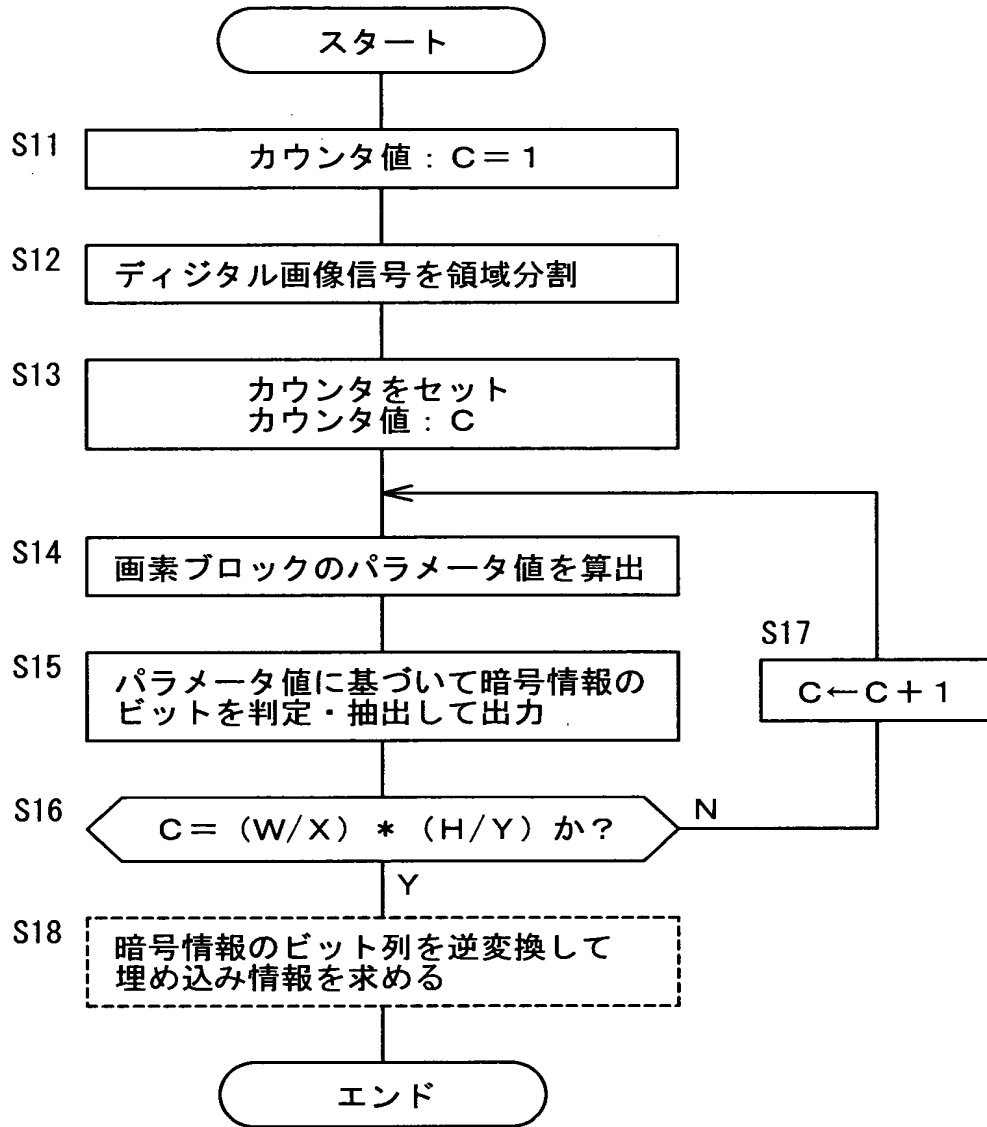 スタート
S11
カウンタ値：C＝1
S12
ディジタル画像信号を領域分割
S13
カウンタをセット
カウンタ値：C
S14
画素ブロックのパラメータ値を算出
S15
パラメータ値に基づいて暗号情報の
ビットを判定・抽出して出力
S17
C←C＋1
S16
C＝（W/X）＊（H/Y）か？
N
Y
S18
暗号情報のビット列を逆変換して
埋め込み情報を求める
エンド